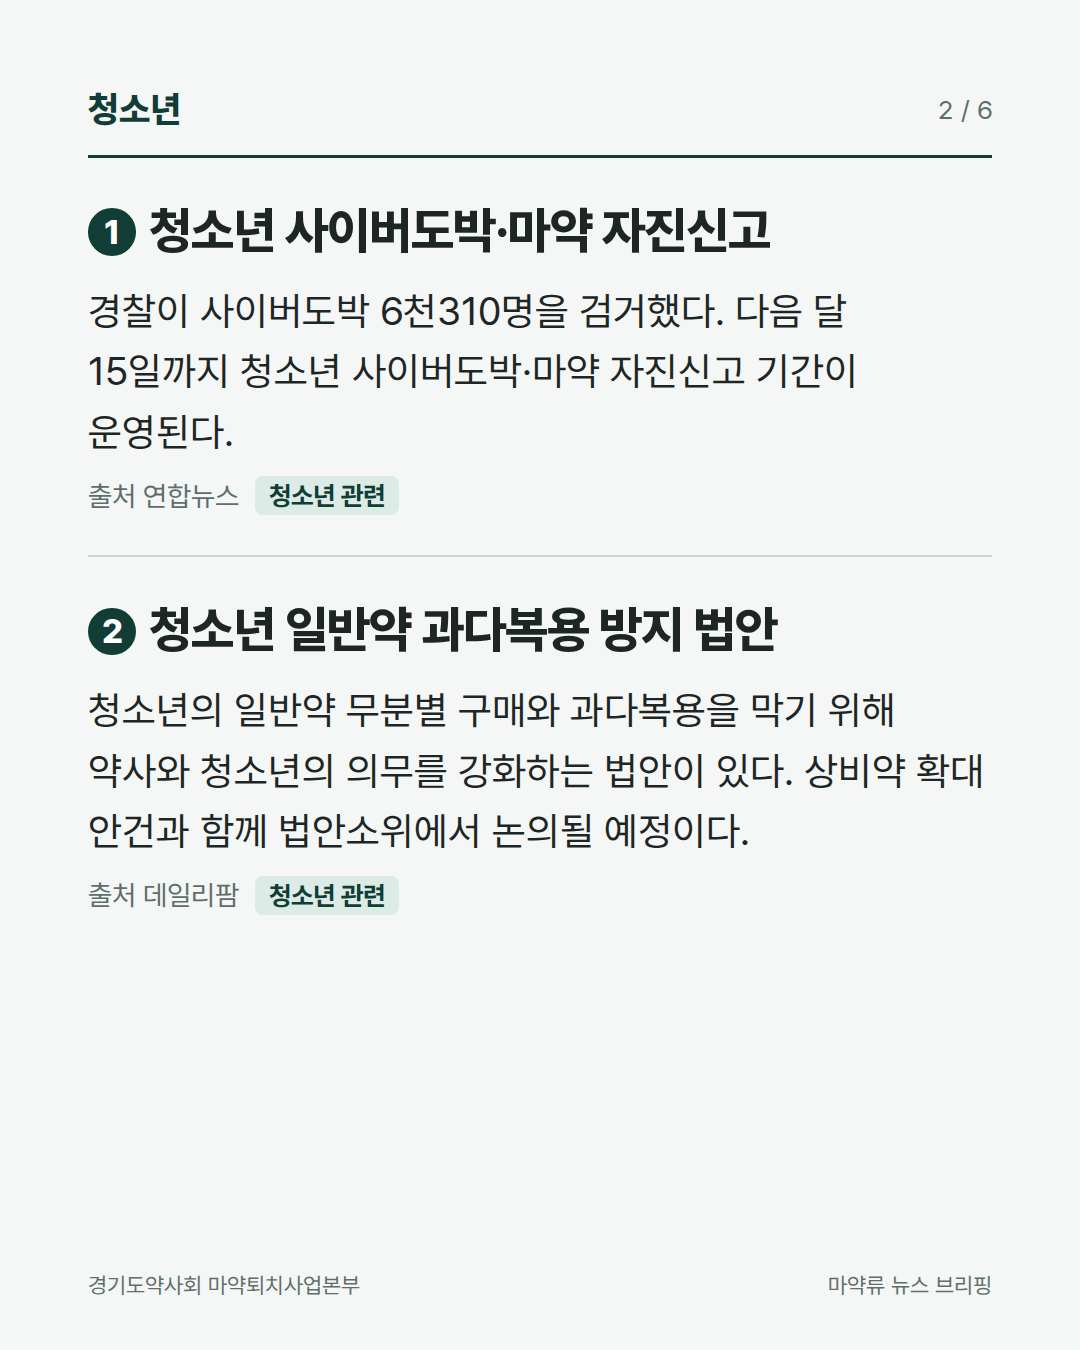 청소년
2 / 6
1 청소년 사이버도박·마약 자진신고
경찰이 사이버도박 6천310명을 검거했다. 다음 달
15일까지 청소년 사이버도박·마약 자진신고 기간이
운영된다.
출처 연합뉴스 청소년 관련
2 청소년 일반약 과다복용 방지 법안
청소년의 일반약 무분별 구매와 과다복용을 막기 위해
약사와 청소년의 의무를 강화하는 법안이 있다. 상비약 확대
안건과 함께 법안소위에서 논의될 예정이다.
출처 데일리팜 청소년 관련
경기도약사회 마약퇴치사업본부
마약류 뉴스 브리핑